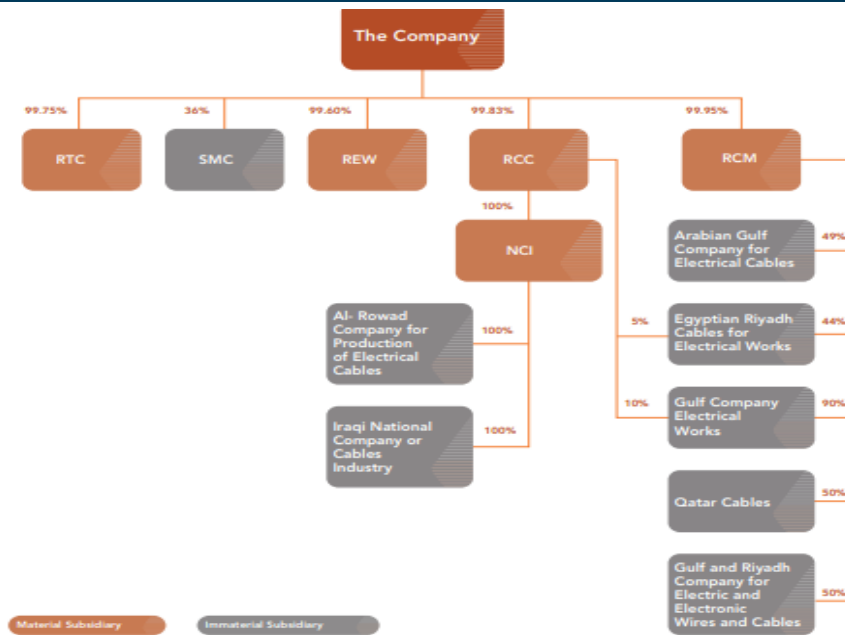 The Company
99.75%
36%
99.60%
99.83%
99.95%
RTC
SMC
REW
RCC
RCM
100%
NCI
Arabian Gulf
Company for
Electrical Cables
49%
Al- Rowad
Company for
Production
of Electrical
Cables
100%
5%
Egyptian Riyadh
Cables for
Electrical Works
44%
Iraqi National
Company or
Cables
Industry
100%
10%
Gulf Company
Electrical
Works
90%
Qatar Cables
50%
Gulf and Riyadh
Company for
Electric and
Electronic
Wires and Cables
50%
Material Subsidiary
Immaterial Subsidiary